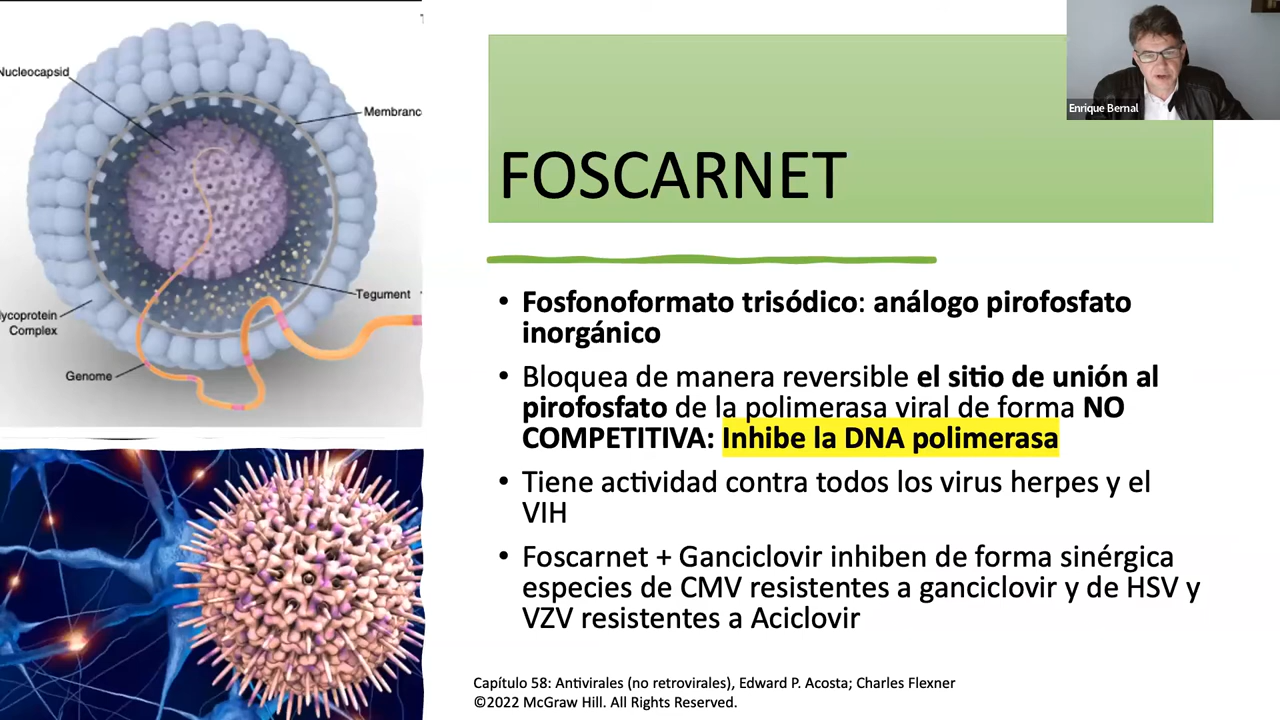 Nucleocapsid
Membranc
Tegument
lycoprotein
Complex
Genome
Enrique Bernal
FOSCARNET
• Fosfonoformato trisódico: análogo pirofosfato
inorgánico
• Bloquea de manera reversible el sitio de unión al
pirofosfato de la polimerasa viral de forma NO
COMPETITIVA: Inhibe la DNA polimerasa
• Tiene actividad contra todos los virus herpes y el
VIH
• Foscarnet + Ganciclovir inhiben de forma sinérgica
especies de CMV resistentes a ganciclovir y de HSV y
VZV resistentes a Aciclovir
Capítulo 58: Antivirales (no retrovirales), Edward P. Acosta; Charles Flexner
©2022 McGraw Hill. All Rights Reserved.